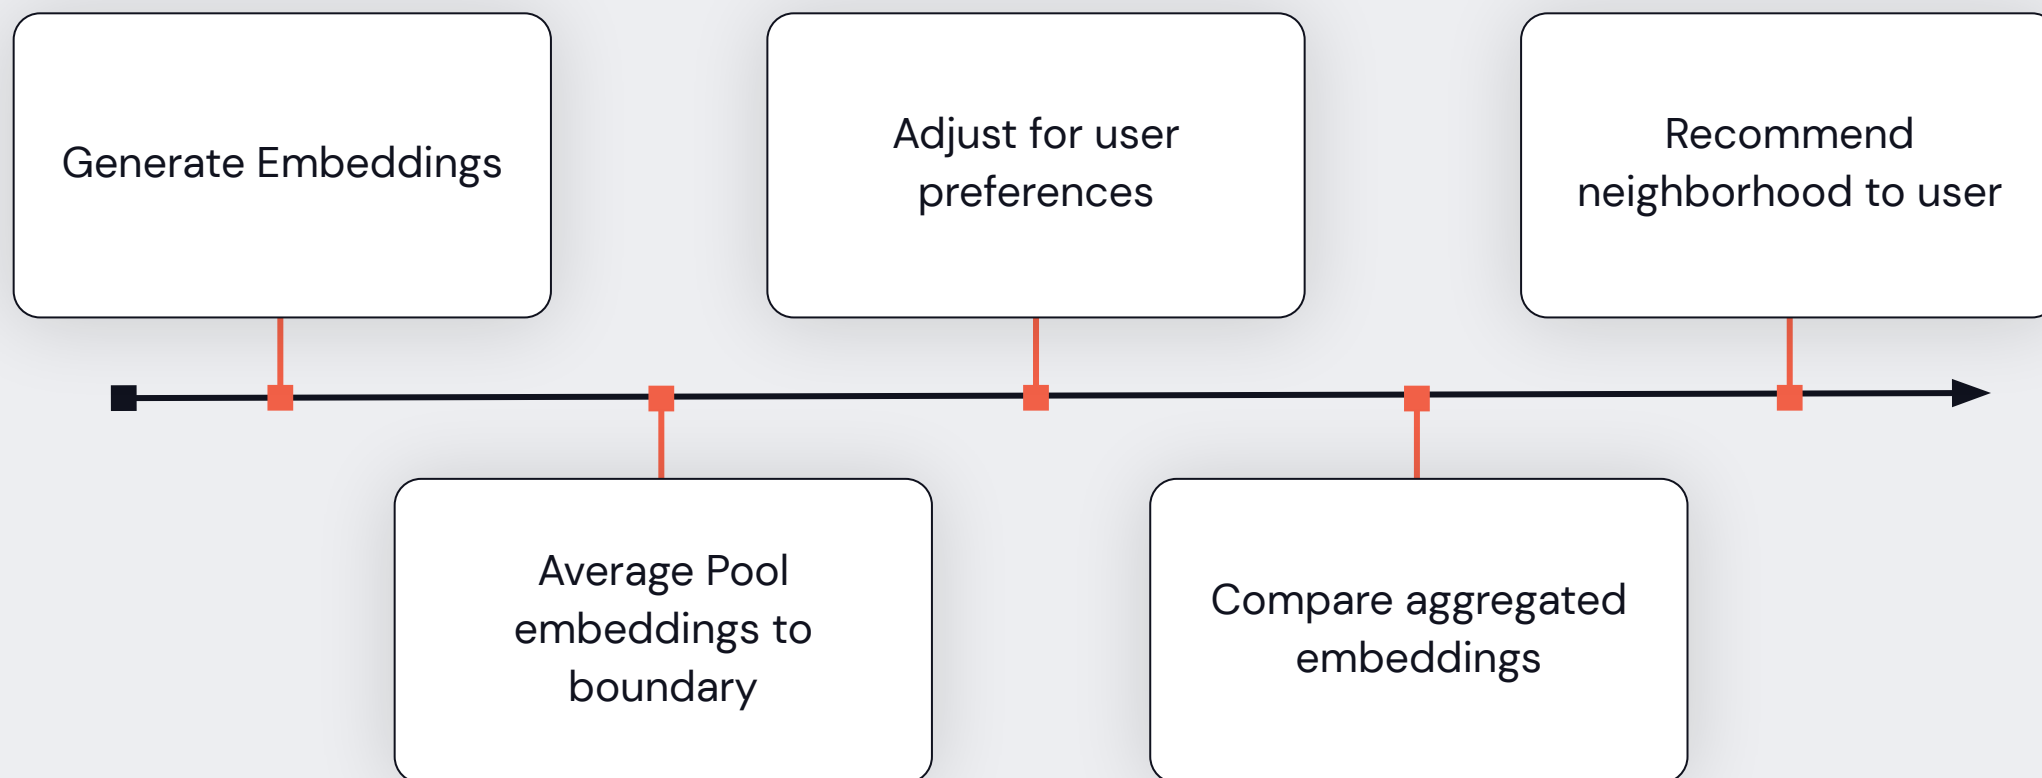 Generate Embeddings
Average Pool
embeddings to
boundary
Adjust for user
preferences
Compare aggregated
embeddings
Recommend
neighborhood to user